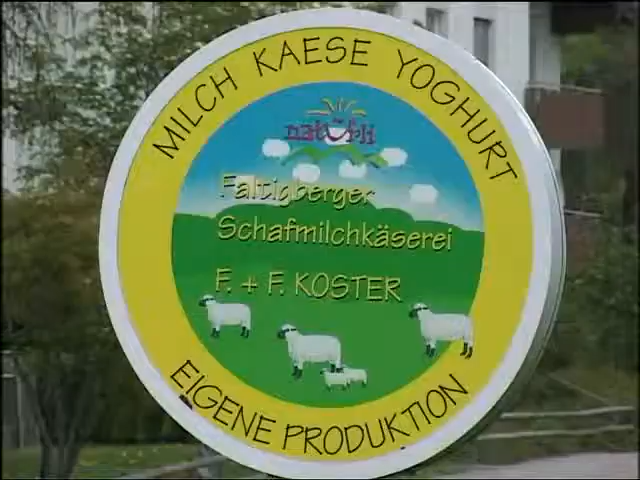 MILCH KAESE YOGHURT
natürli
Faltigberger
Schafmilchkäserei
F. + F. KOSTER
EIGENE PRODUKTION